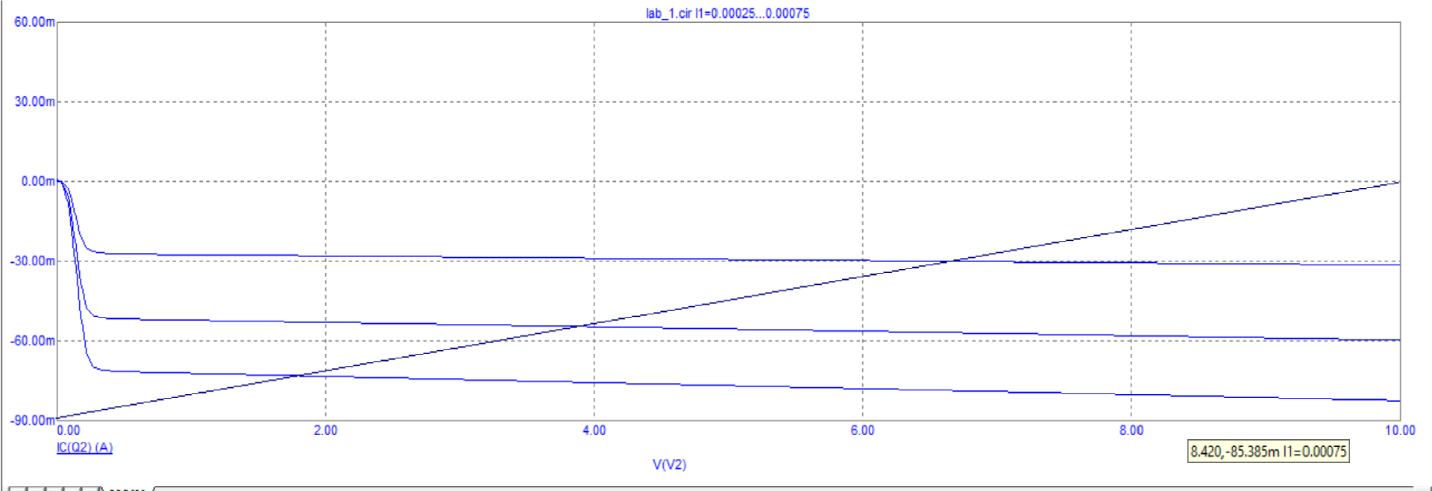 lab_1.cir I1=0.00025...0.00075
60.00m
30.00m
0.00m
-30.00m
-60.00m
-90.00m
0.00 2.00 4.00 6.00 8.00 10.00
IC(Q2) (A)
V(V2)
8.420,-85.385m I1=0.00075